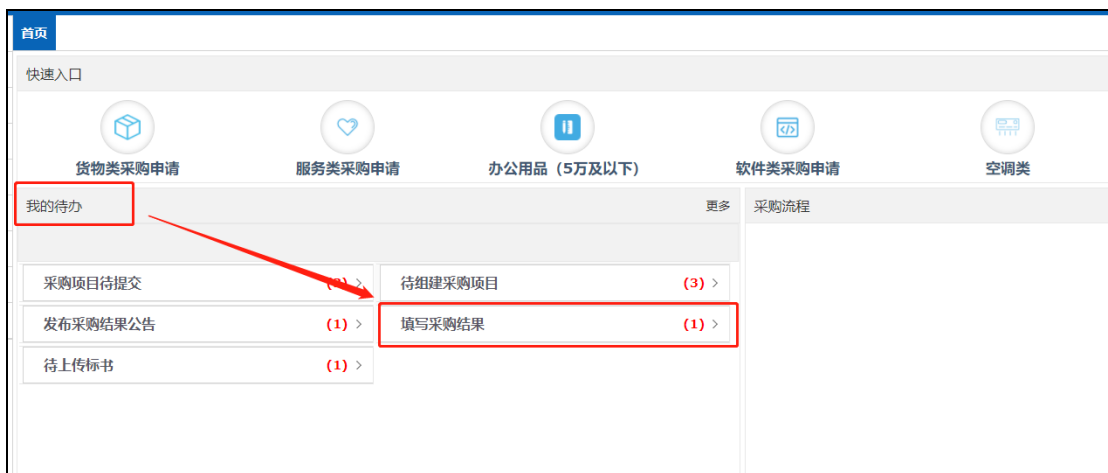 首页
快速入口
货物类采购申请 服务类采购申请 办公用品（5万及以下） 软件类采购申请 空调类
我的待办 更多 采购流程
采购项目待提交 待组建采购项目 (3) >
发布采购结果公告 (1) > 填写采购结果 (1) >
待上传标书 (1) >